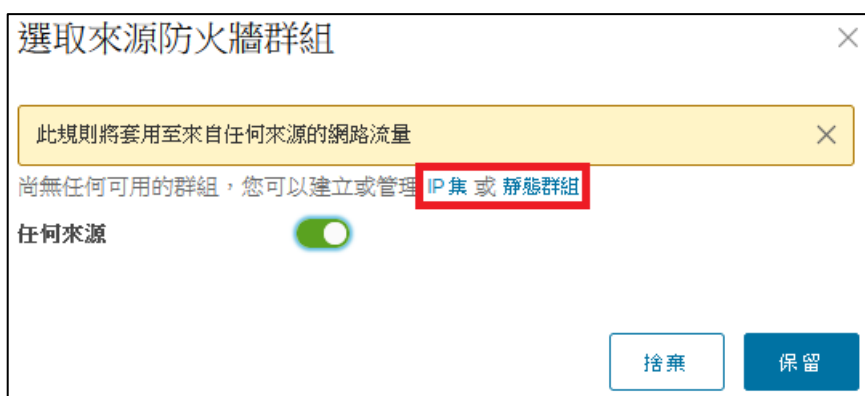 選取來源防火牆群組
此規則將套用至來自任何來源的網路流量
尚無任何可用的群組，您可以建立或管理 IP 集 或 靜態群組
任何來源
捨棄 保留